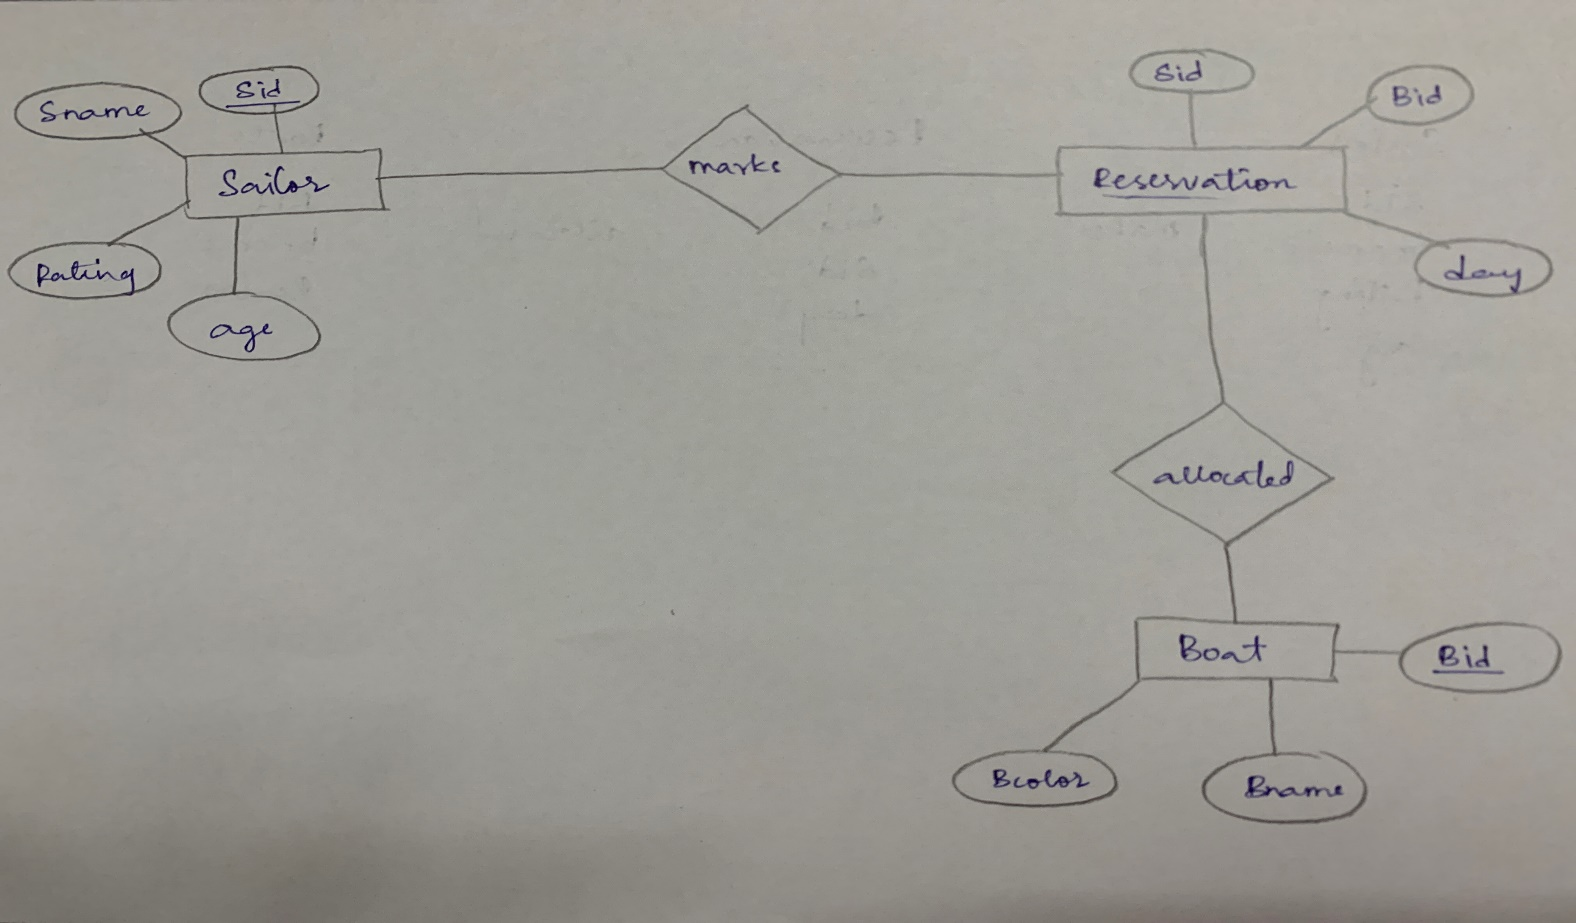 Sid
Sid
Bid
Sname
marks
Sailor
Reservation
Rating
day
age
allocated
Boat
Bid
Bcolor
Bname